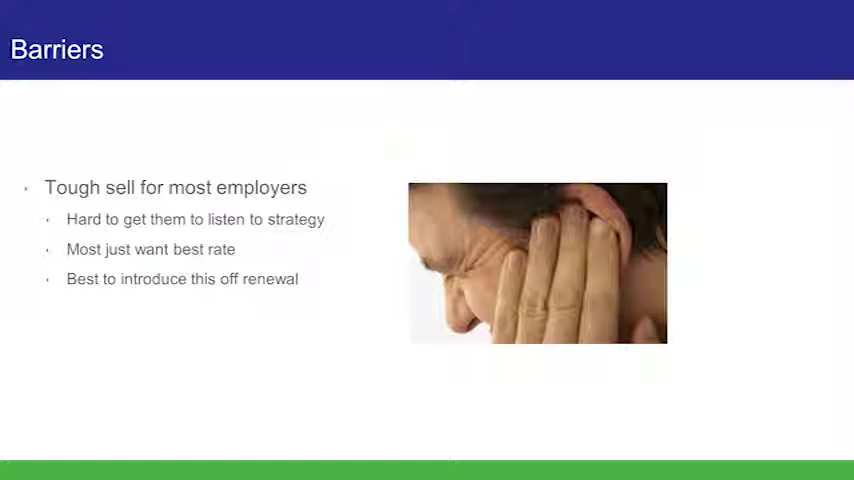 Barriers
Tough sell for most employers
Hard to get them to listen to strategy
Most just want best rate
Best to introduce this off renewal